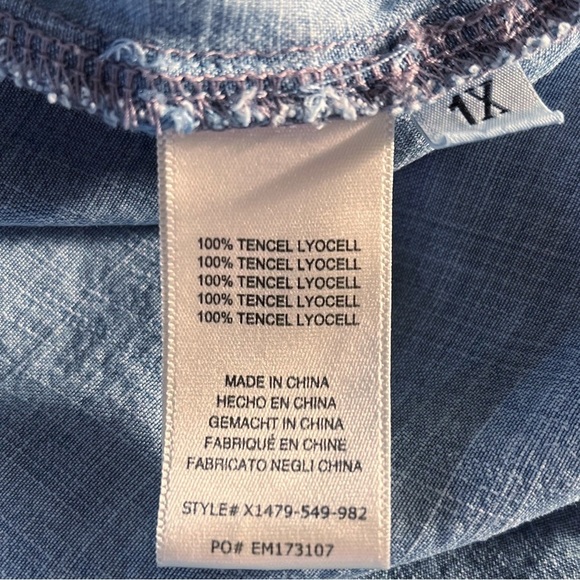 1X
100% TENCEL LYOCELL
100% TENCEL LYOCELL
100% TENCEL LYOCELL
100% TENCEL LYOCELL
100% TENCEL LYOCELL
MADE IN CHINA
HECHO EN CHINA
GEMACHT IN CHINA
FABRIQUÉ EN CHINE
FABRICATO NEGLI CHINA
STYLE# X1479-549-982
PO# EM173107